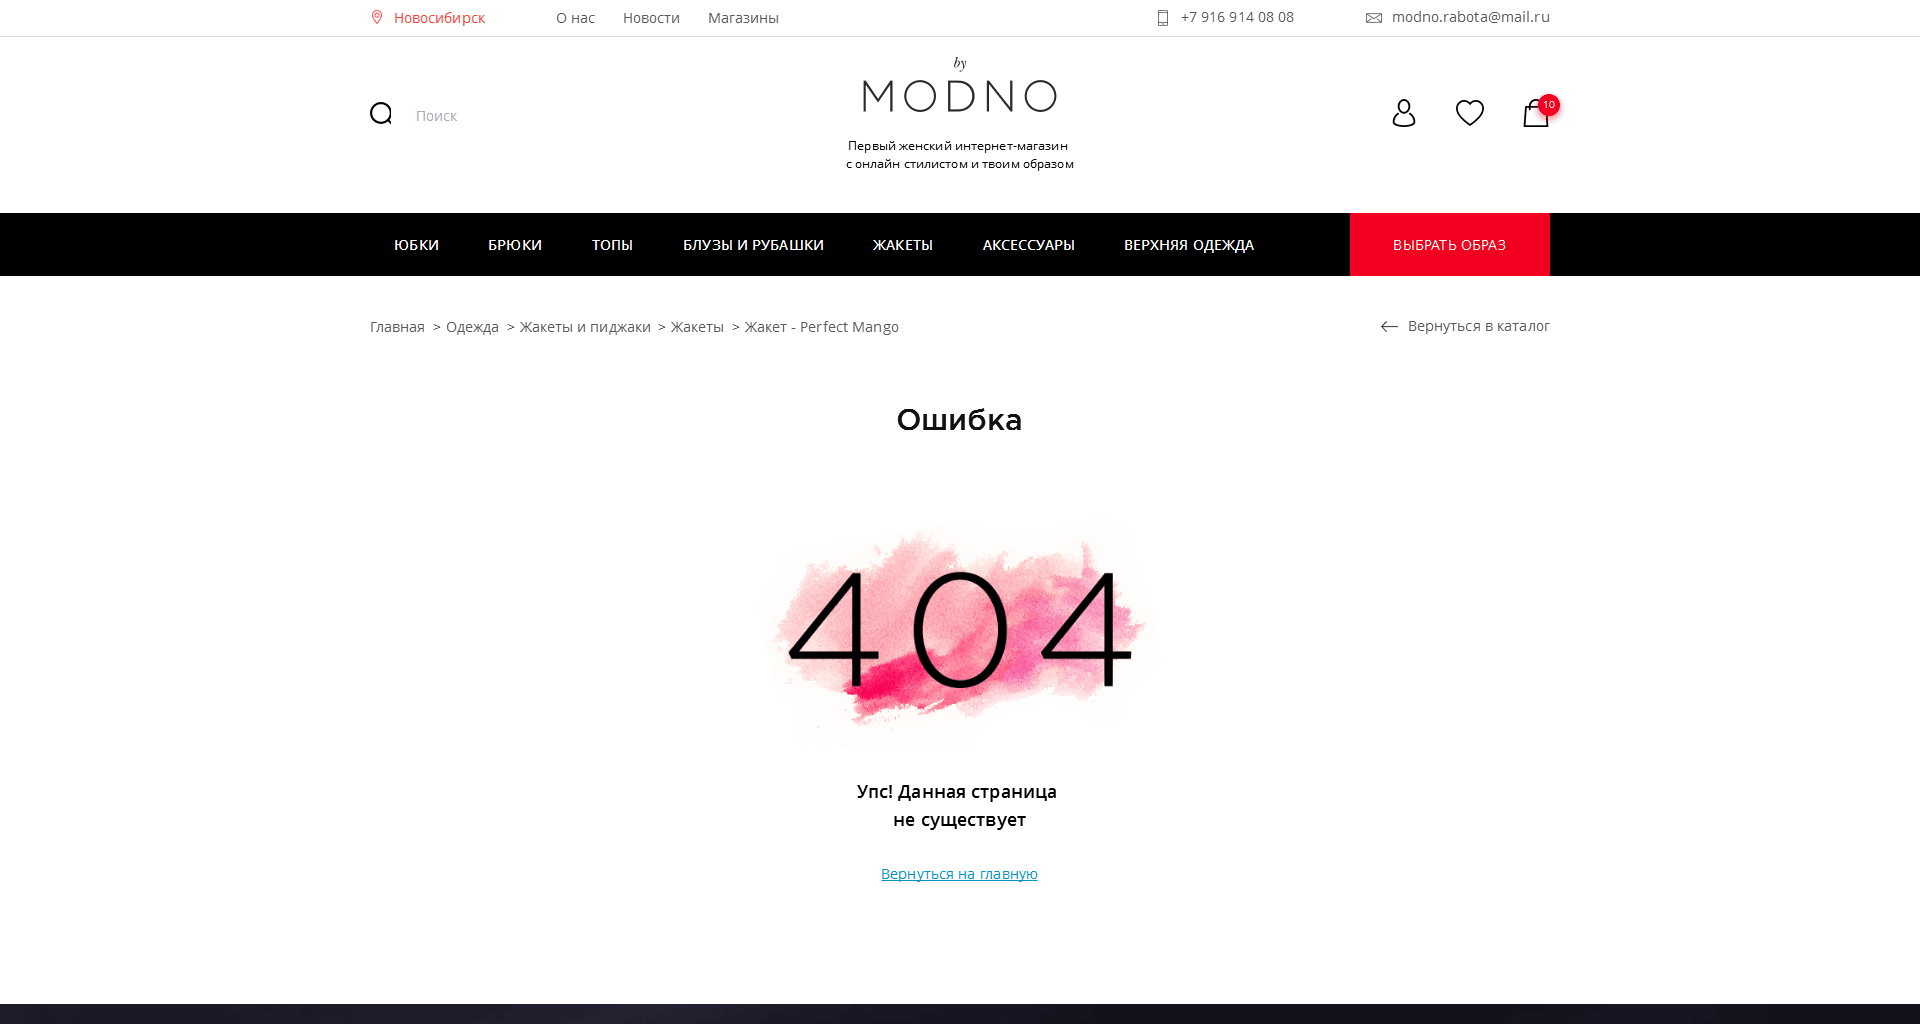 Новосибирск
О нас
Новости
Магазины
+7 916 914 08 08
modno.rabota@mail.ru
by
MODNO
Поиск
10
Первый женский интернет-магазин
с онлайн стилистом и твоим образом
ЮБКИ
БРЮКИ
ТОПЫ
БЛУЗЫ И РУБАШКИ
ЖАКЕТЫ
АКСЕССУАРЫ
ВЕРХНЯЯ ОДЕЖДА
ВЫБРАТЬ ОБРАЗ
Главная > Одежда > Жакеты и пиджаки > Жакеты > Жакет - Perfect Mango
Вернуться в каталог
Ошибка
404
Упс! Данная страница
не существует
Вернуться на главную